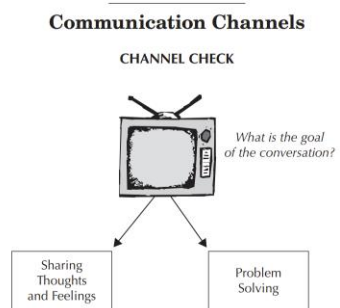 Communication Channels
CHANNEL CHECK
What is the goal
of the conversation?
Sharing
Thoughts
and Feelings
Problem
Solving